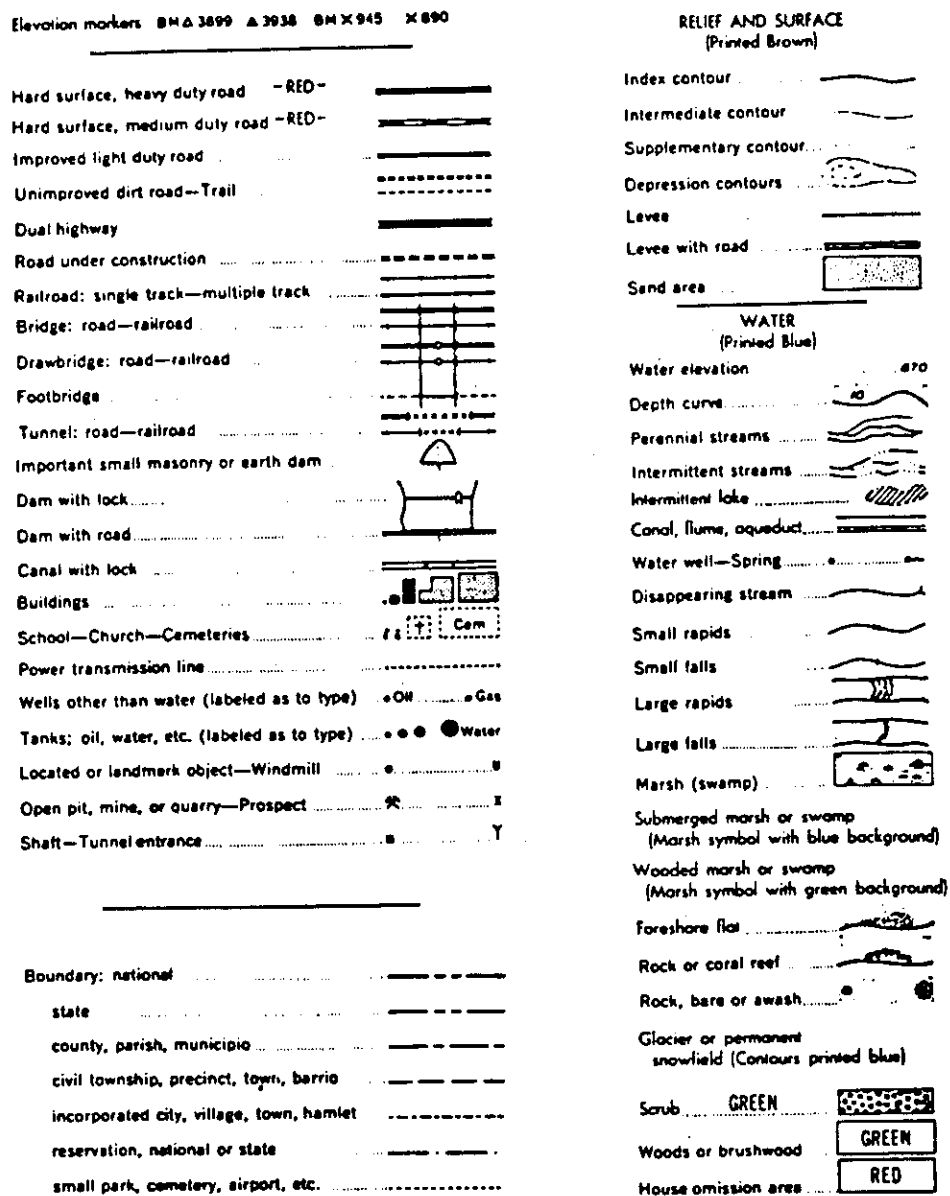 Elevation markers BM△3899 ▲3938 BM×945 ×890
Hard surface, heavy duty road -RED-
Hard surface, medium duty road -RED-
Improved light duty road
Unimproved dirt road—Trail
Dual highway
Road under construction
Railroad: single track—multiple track
Bridge: road—railroad
Drawbridge: road—railroad
Footbridge
Tunnel: road—railroad
Important small masonry or earth dam
Dam with lock
Dam with road
Canal with lock
Buildings
School—Church—Cemeteries Cem
Power transmission line
Wells other than water (labeled as to type) Oil Gas
Tanks; oil, water, etc. (labeled as to type) Water
Located or landmark object—Windmill
Open pit, mine, or quarry—Prospect
Shaft—Tunnel entrance
Boundary: national
state
county, parish, municipio
civil township, precinct, town, barrio
incorporated city, village, town, hamlet
reservation, national or state
small park, cemetery, airport, etc.
RELIEF AND SURFACE
(Printed Brown)
Index contour
Intermediate contour
Supplementary contour
Depression contours
Levee
Levee with road
Sand area
WATER
(Printed Blue)
Water elevation 870
Depth curve 10
Perennial streams
Intermittent streams
Intermittent lake
Canal, flume, aqueduct
Water well—Spring
Disappearing stream
Small rapids
Small falls
Large rapids
Large falls
Marsh (swamp)
Submerged marsh or swamp
(Marsh symbol with blue background)
Wooded marsh or swamp
(Marsh symbol with green background)
Foreshore flat
Rock or coral reef
Rock, bare or awash
Glacier or permanent
snowfield (Contours printed blue)
Scrub GREEN
Woods or brushwood GREEN
House omission area RED